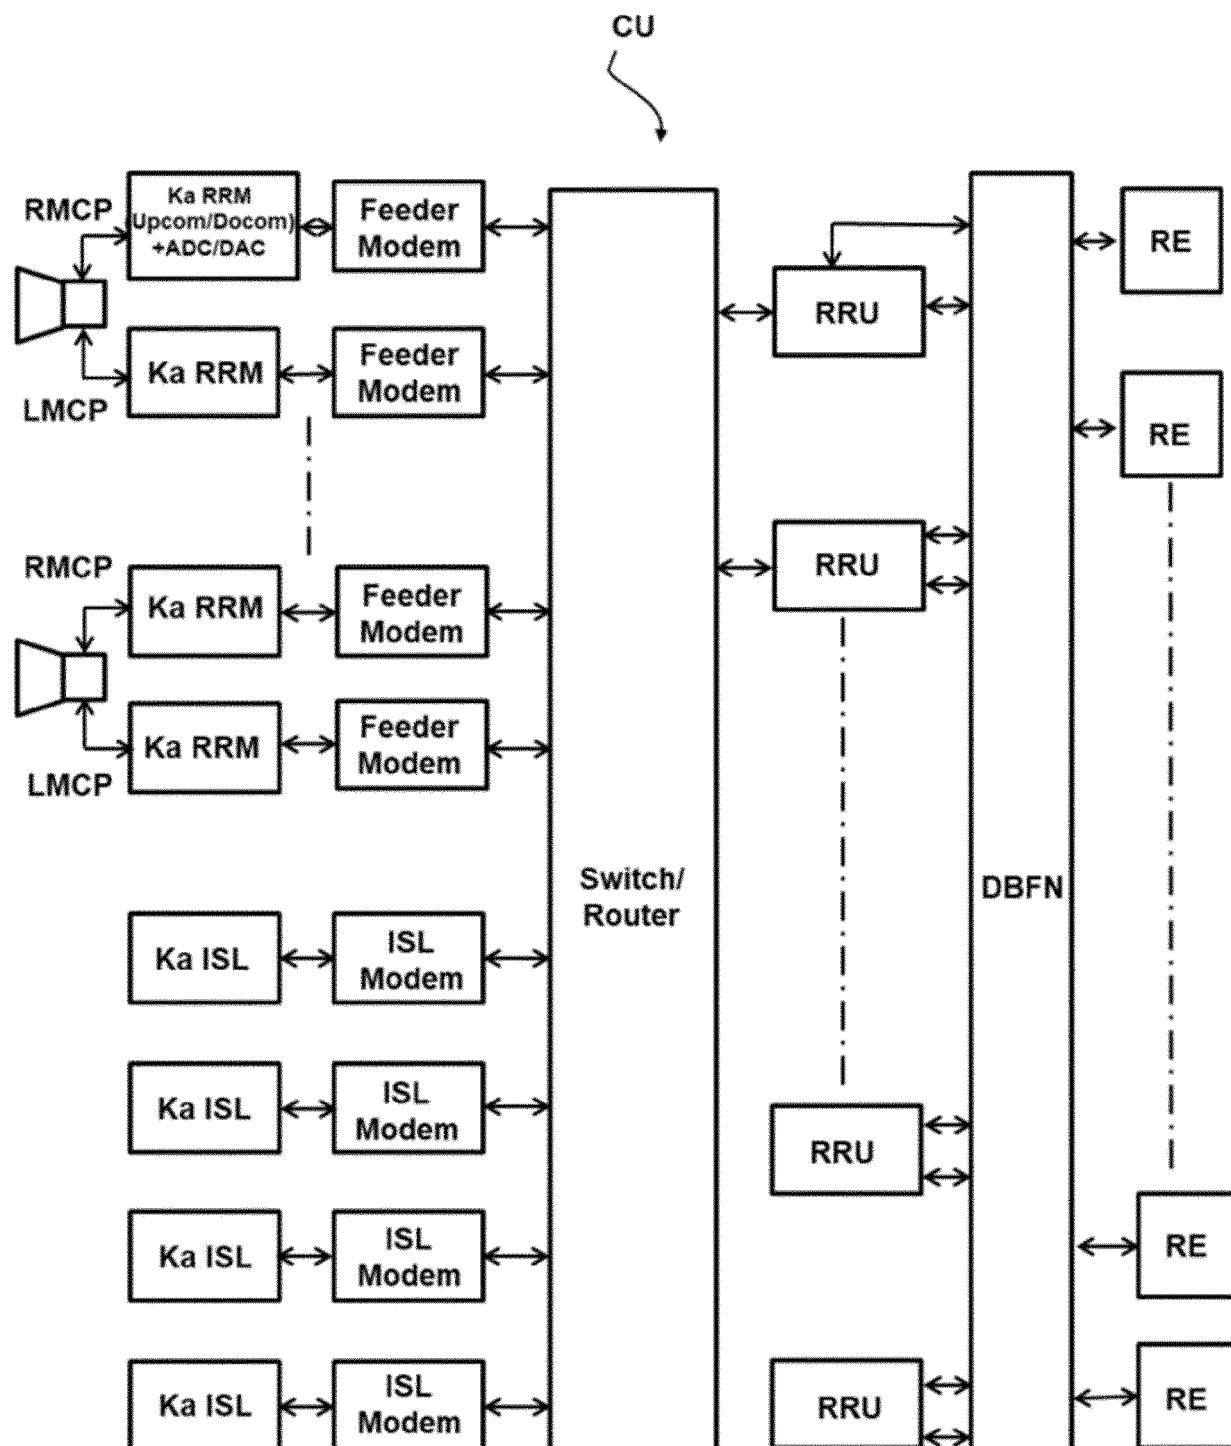 CU
RMCP
Ka RRM
(Upcom/Docom)
+ADC/DAC
Feeder
Modem
RE
RRU
Ka RRM
Feeder
Modem
LMCP
RE
RMCP
Ka RRM
Feeder
Modem
RRU
Ka RRM
Feeder
Modem
LMCP
Switch/
Router
DBFN
Ka ISL
ISL
Modem
Ka ISL
ISL
Modem
RRU
Ka ISL
ISL
Modem
RE
Ka ISL
ISL
Modem
RRU
RE